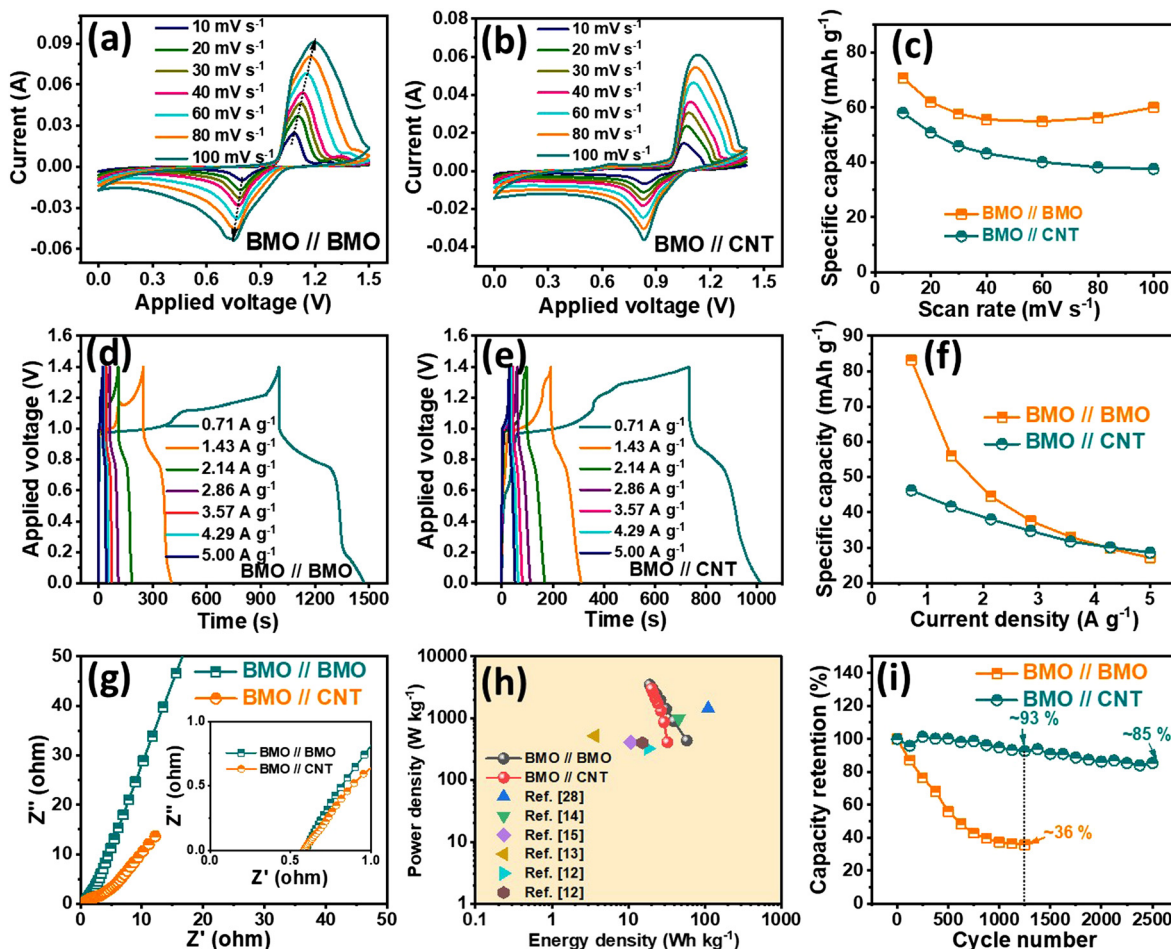 (a)
10 mV s⁻¹
20 mV s⁻¹
30 mV s⁻¹
40 mV s⁻¹
60 mV s⁻¹
80 mV s⁻¹
100 mV s⁻¹
0.09
0.06
0.03
0.00
-0.03
-0.06
Current (A)
BMO // BMO
0.0 0.3 0.6 0.9 1.2 1.5
Applied voltage (V)
(b)
10 mV s⁻¹
20 mV s⁻¹
30 mV s⁻¹
40 mV s⁻¹
60 mV s⁻¹
80 mV s⁻¹
100 mV s⁻¹
0.08
0.06
0.04
0.02
0.00
-0.02
-0.04
Current (A)
BMO // CNT
0.0 0.3 0.6 0.9 1.2 1.5
Applied voltage (V)
(c)
Specific capacity (mAh g⁻¹)
80
60
40
20
0
BMO // BMO
BMO // CNT
0 20 40 60 80 100
Scan rate (mV s⁻¹)
(d)
Applied voltage (V)
1.6
1.4
1.2
1.0
0.8
0.6
0.4
0.2
0.0
0.71 A g⁻¹
1.43 A g⁻¹
2.14 A g⁻¹
2.86 A g⁻¹
3.57 A g⁻¹
4.29 A g⁻¹
5.00 A g⁻¹
BMO // BMO
0 300 600 900 1200 1500
Time (s)
(e)
Applied voltage (V)
1.6
1.4
1.2
1.0
0.8
0.6
0.4
0.2
0.0
0.71 A g⁻¹
1.43 A g⁻¹
2.14 A g⁻¹
2.86 A g⁻¹
3.57 A g⁻¹
4.29 A g⁻¹
5.00 A g⁻¹
BMO // CNT
0 200 400 600 800 1000
Time (s)
(f)
Specific capacity (mAh g⁻¹)
90
80
70
60
50
40
30
20
BMO // BMO
BMO // CNT
0 1 2 3 4 5
Current density (A g⁻¹)
(g)
Z'' (ohm)
50
40
30
20
10
0
BMO // BMO
BMO // CNT
1.0
0.5
0.0
Z'' (ohm)
BMO // BMO
BMO // CNT
0.0 0.5 1.0
Z' (ohm)
0 10 20 30 40 50
Z' (ohm)
(h)
Power density (W kg⁻¹)
10000
1000
100
10
1
BMO // BMO
BMO // CNT
Ref. [28]
Ref. [14]
Ref. [15]
Ref. [13]
Ref. [12]
Ref. [12]
0.1 1 10 100 1000
Energy density (Wh kg⁻¹)
(i)
Capacity retention (%)
140
120
100
80
60
40
20
0
BMO // BMO
BMO // CNT
~93 %
~85 %
~36 %
0 500 1000 1500 2000 2500
Cycle number